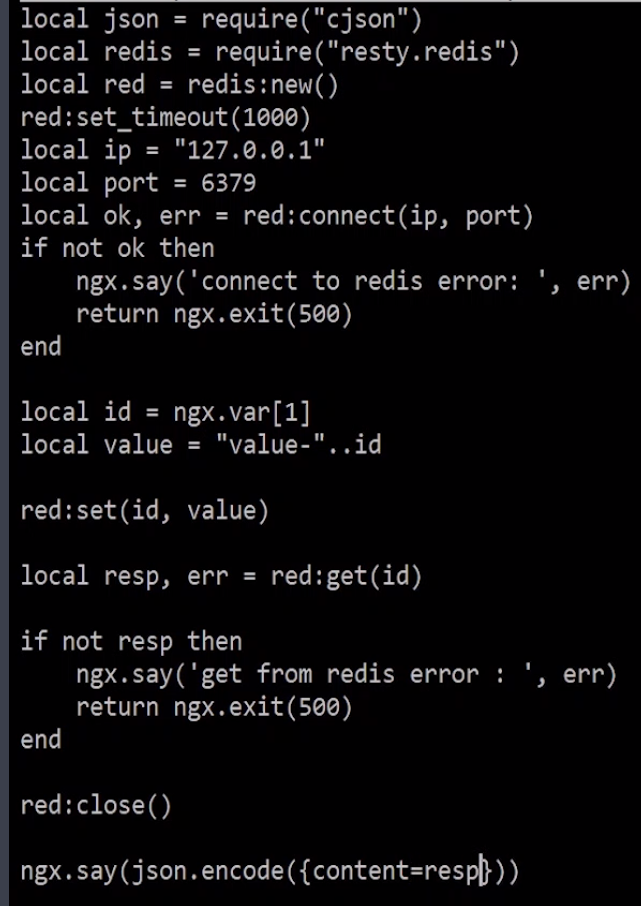 local json = require("cjson")
local redis = require("resty.redis")
local red = redis:new()
red:set_timeout(1000)
local ip = "127.0.0.1"
local port = 6379
local ok, err = red:connect(ip, port)
if not ok then
    ngx.say('connect to redis error: ', err)
    return ngx.exit(500)
end

local id = ngx.var[1]
local value = "value-"..id

red:set(id, value)

local resp, err = red:get(id)

if not resp then
    ngx.say('get from redis error : ', err)
    return ngx.exit(500)
end

red:close()

ngx.say(json.encode({content=resp}))